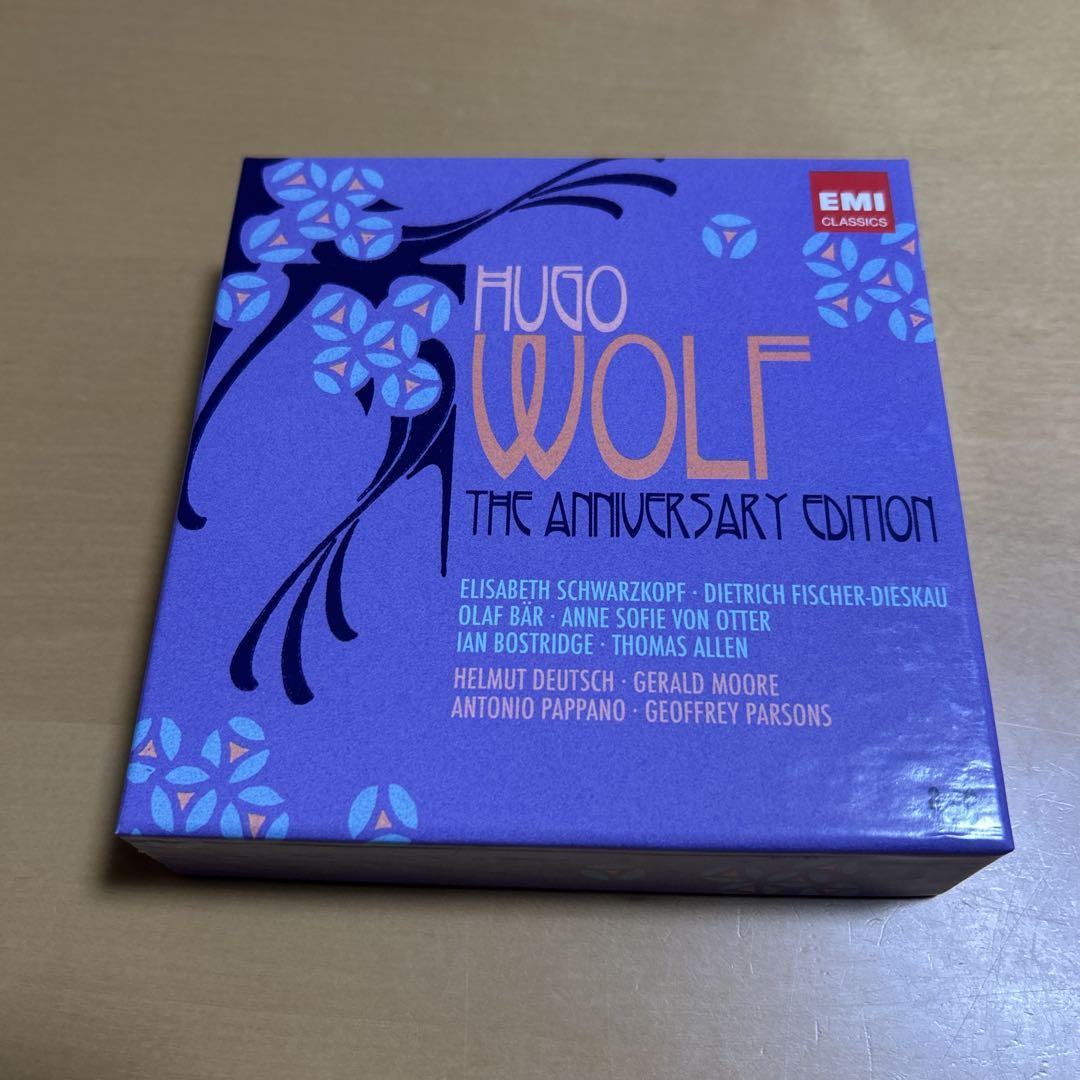 EMI
CLASSICS
HUGO
WOLF
THE ANNIVERSARY EDITION
ELISABETH SCHWARZKOPF · DIETRICH FISCHER-DIESKAU
OLAF BÄR · ANNE SOFIE VON OTTER
IAN BOSTRIDGE · THOMAS ALLEN
HELMUT DEUTSCH · GERALD MOORE
ANTONIO PAPPANO · GEOFFREY PARSONS